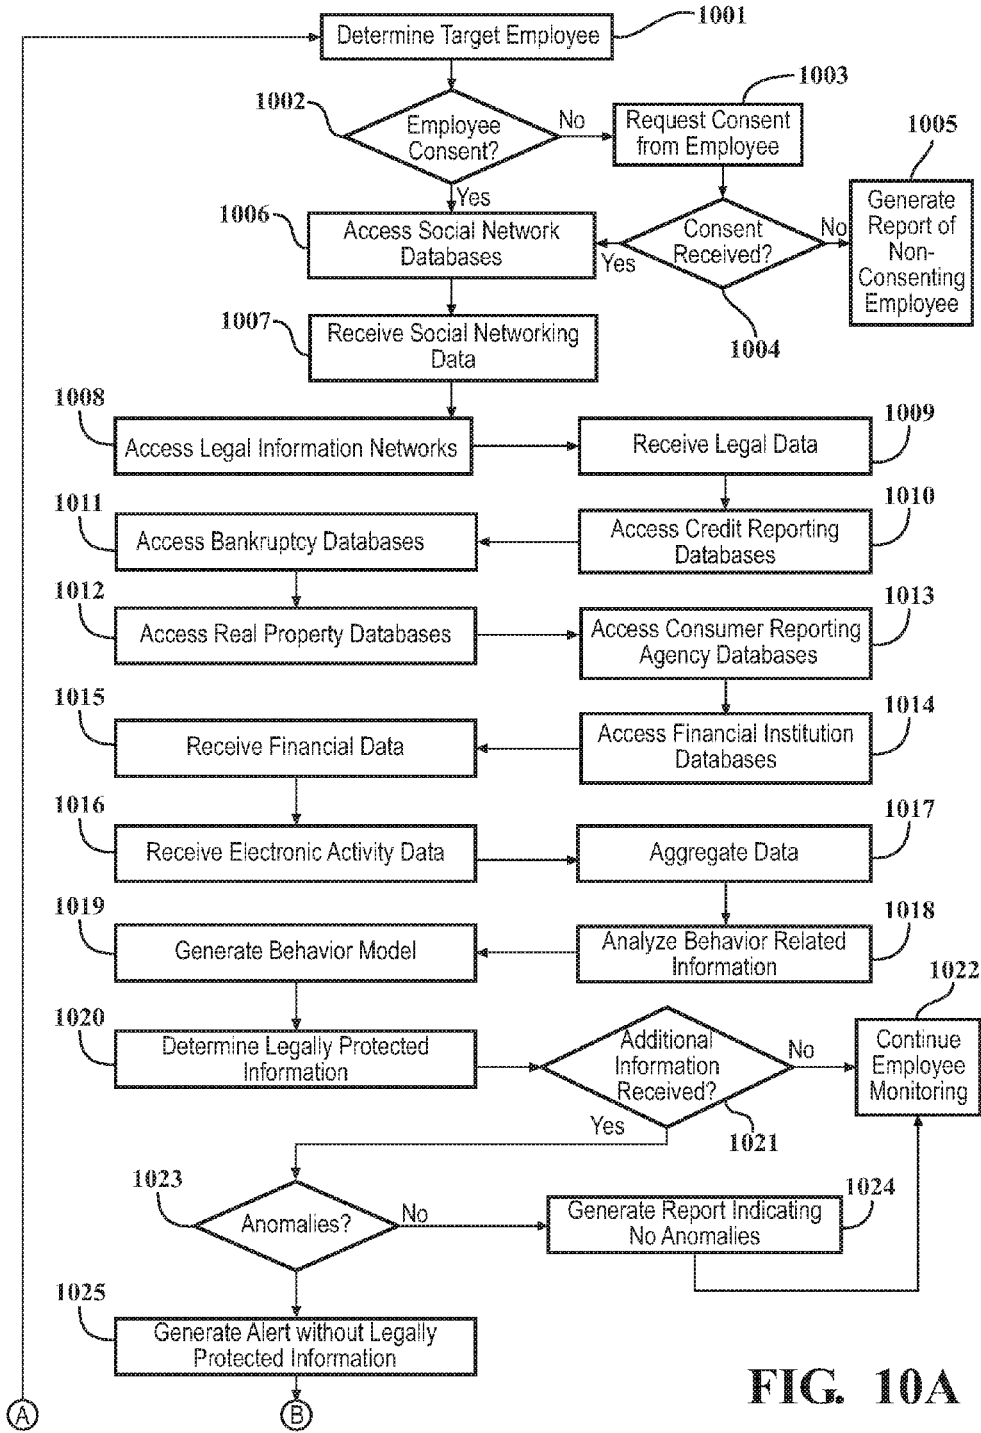 1001
Determine Target Employee
1002
Employee
Consent?
No
1003
Request Consent
from Employee
1005
Generate
Report of
Non-
Consenting
Employee
Yes
1006
Access Social Network
Databases
Yes
Consent
Received?
No
1004
1007
Receive Social Networking
Data
1008
Access Legal Information Networks
1009
Receive Legal Data
1011
Access Bankruptcy Databases
1010
Access Credit Reporting
Databases
1012
Access Real Property Databases
1013
Access Consumer Reporting
Agency Databases
1015
Receive Financial Data
1014
Access Financial Institution
Databases
1016
Receive Electronic Activity Data
1017
Aggregate Data
1019
Generate Behavior Model
1018
Analyze Behavior Related
Information
1020
Determine Legally Protected
Information
Additional
Information
Received?
No
1022
Continue
Employee
Monitoring
Yes
1021
1023
Anomalies?
No
1024
Generate Report Indicating
No Anomalies
1025
Generate Alert without Legally
Protected Information
A
B
FIG. 10A